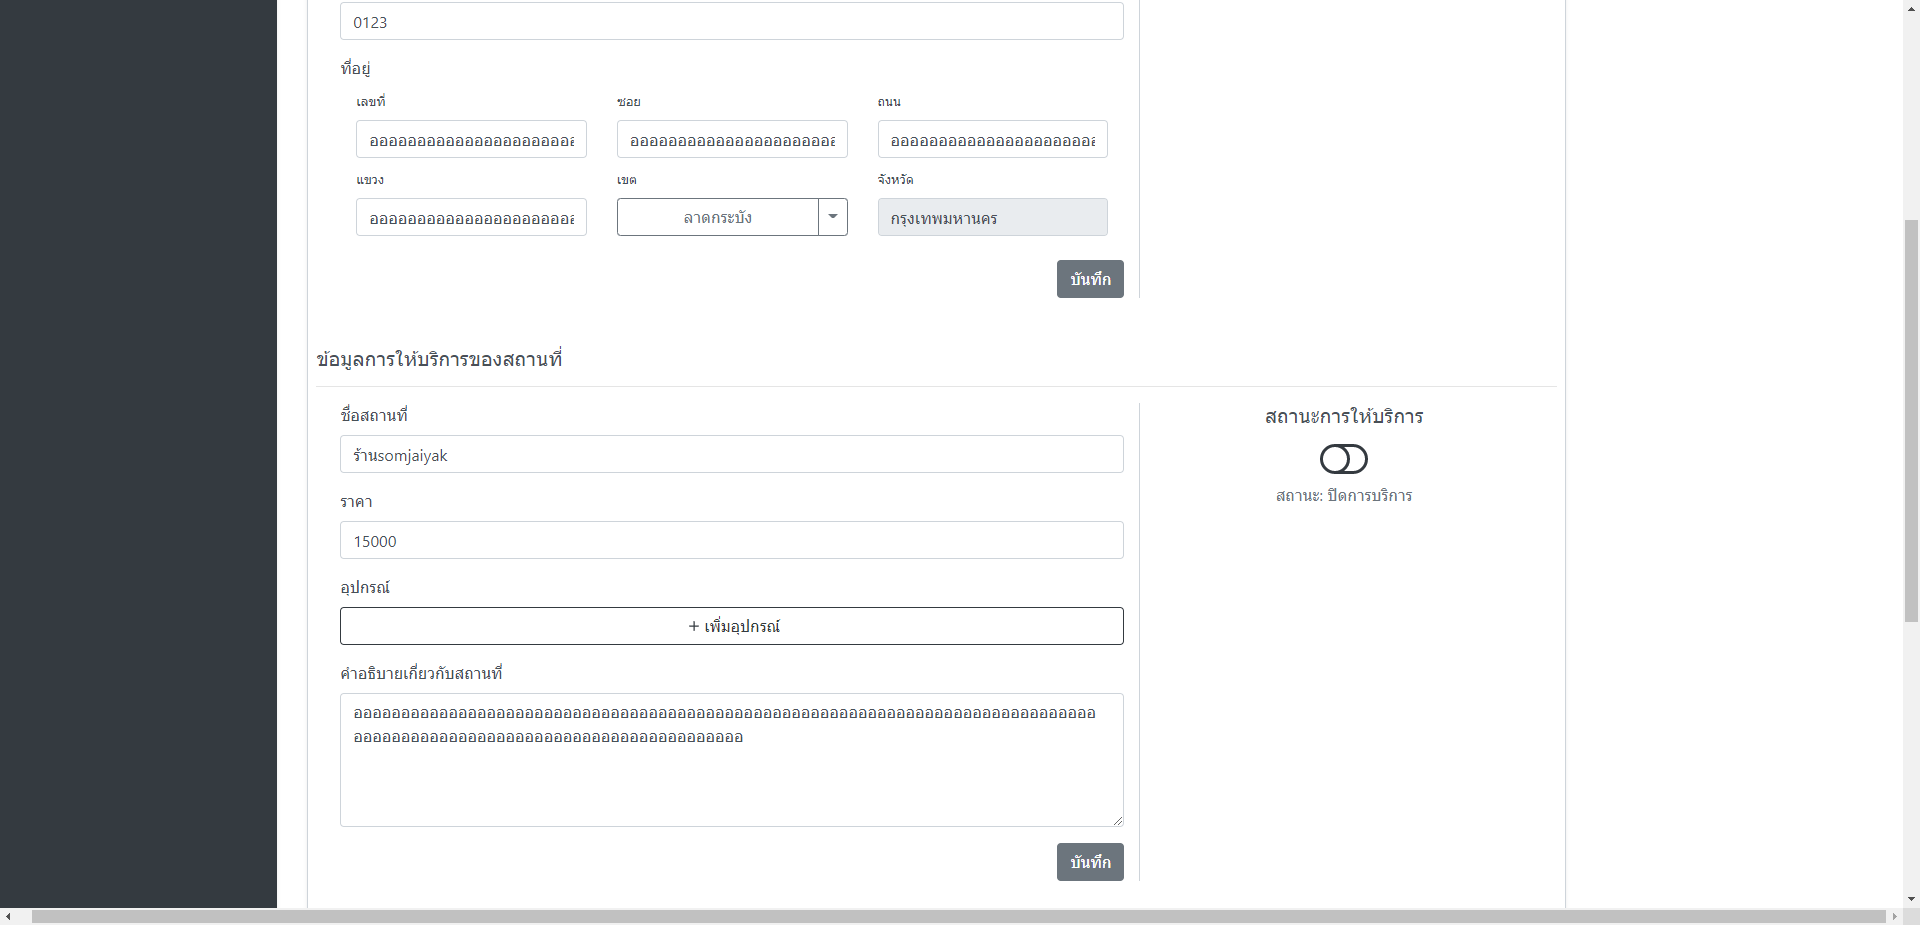 0123
ที่อยู่
เลขที่ ซอย ถนน
แขวง เขต จังหวัด
ลาดกระบัง กรุงเทพมหานคร
บันทึก
ข้อมูลการให้บริการของสถานที่
ชื่อสถานที่
สถานะการให้บริการ
ร้านsomjaiyak
สถานะ: ปิดการบริการ
ราคา
15000
อุปกรณ์
+ เพิ่มอุปกรณ์
คำอธิบายเกี่ยวกับสถานที่
บันทึก